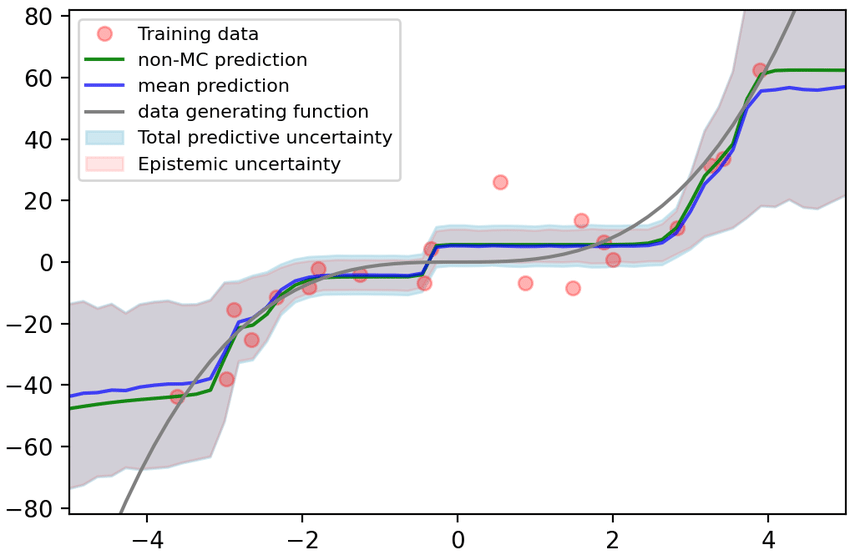 80
60
40
20
0
−20
−40
−60
−80
Training data
non-MC prediction
mean prediction
data generating function
Total predictive uncertainty
Epistemic uncertainty
−4 −2 0 2 4